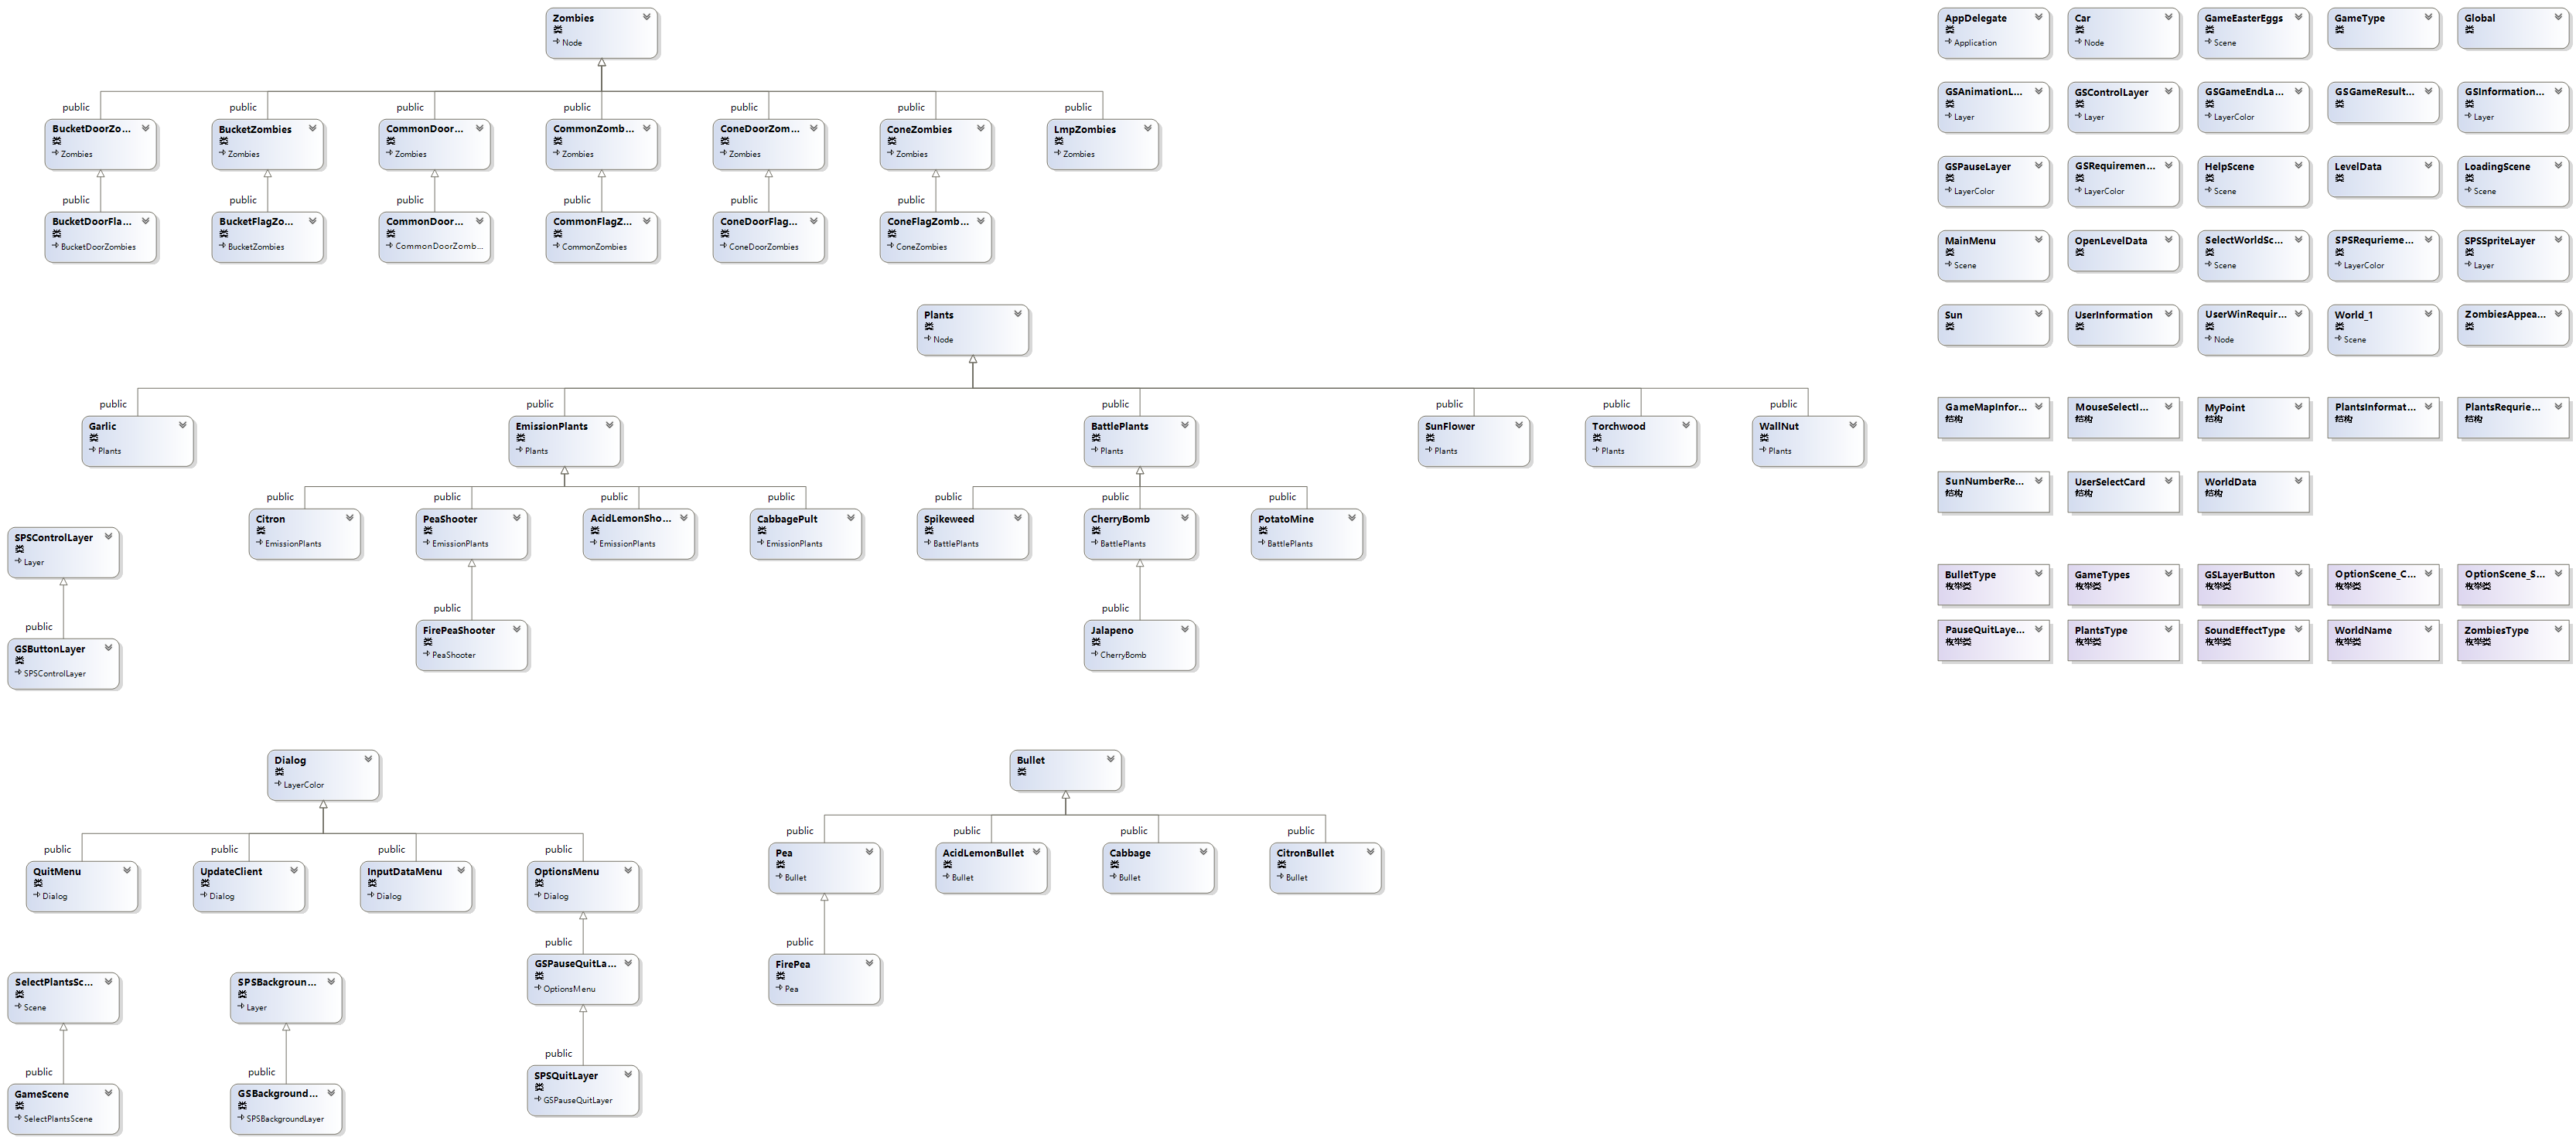 Zombies
Node
public
public
public
public
public
public
public
BucketDoorZo...
类
Zombies
BucketZombies
类
Zombies
CommonDoor...
类
Zombies
CommonZomb...
类
Zombies
ConeDoorZom...
类
Zombies
ConeZombies
类
Zombies
LmpZombies
类
Zombies
public
public
public
public
public
public
BucketDoorFla...
类
BucketDoorZombies
BucketFlagZo...
类
BucketZombies
CommonDoor...
类
CommonDoorZomb...
CommonFlagZ...
类
CommonZombies
ConeDoorFlag...
类
ConeDoorZombies
ConeFlagZomb...
类
ConeZombies
Plants
类
Node
public
public
public
public
public
public
Garlic
类
Plants
EmissionPlants
类
Plants
BattlePlants
类
Plants
SunFlower
类
Plants
Torchwood
类
Plants
WallNut
类
Plants
public
public
public
public
public
public
public
Citron
类
EmissionPlants
PeaShooter
类
EmissionPlants
AcidLemonSho...
类
EmissionPlants
CabbagePult
类
EmissionPlants
Spikeweed
类
BattlePlants
CherryBomb
类
BattlePlants
PotatoMine
类
BattlePlants
public
public
FirePeaShooter
类
PeaShooter
Jalapeno
类
CherryBomb
SPSControlLayer
类
Layer
public
GSButtonLayer
类
SPSControlLayer
Dialog
类
LayerColor
public
public
public
public
QuitMenu
类
Dialog
UpdateClient
类
Dialog
InputDataMenu
类
Dialog
OptionsMenu
类
Dialog
public
GSPauseQuitLa...
类
OptionsMenu
public
SPSQuitLayer
类
GSPauseQuitLayer
Bullet
类
public
public
public
public
Pea
类
Bullet
AcidLemonBullet
类
Bullet
Cabbage
类
Bullet
CitronBullet
类
Bullet
public
FirePea
类
Pea
SelectPlantsSc...
类
Scene
public
GameScene
类
SelectPlantsScene
SPSBackgroun...
类
Layer
public
GSBackground...
类
SPSBackgroundLayer
AppDelegate
类
Application
Car
类
Node
GameEasterEggs
类
Scene
GameType
类
Global
类
GSAnimationL...
类
Layer
GSControlLayer
类
Layer
GSGameEndLa...
类
LayerColor
GSGameResult...
类
GSInformation...
类
Layer
GSPauseLayer
类
LayerColor
GSRequiremen...
类
LayerColor
HelpScene
类
Scene
LevelData
类
LoadingScene
类
Scene
MainMenu
类
Scene
OpenLevelData
类
SelectWorldSc...
类
Scene
SPSRequrieme...
类
LayerColor
SPSSpriteLayer
类
Layer
Sun
类
UserInformation
类
UserWinRequir...
类
Node
World_1
类
Scene
ZombiesAppea...
类
GameMapInfor...
结构
MouseSelectI...
结构
MyPoint
结构
PlantsInformat...
结构
PlantsRequrie...
结构
SunNumberRe...
结构
UserSelectCard
结构
WorldData
结构
BulletType
枚举类
GameTypes
枚举类
GSLayerButton
枚举类
OptionScene_C...
枚举类
OptionScene_S...
枚举类
PauseQuitLaye...
枚举类
PlantsType
枚举类
SoundEffectType
枚举类
WorldName
枚举类
ZombiesType
枚举类